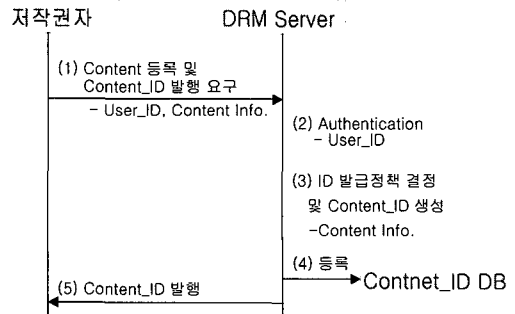 저작권자
DRM Server
(1) Content 등록 및
Content_ID 발행 요구
- User_ID, Content Info.
(2) Authentication
- User_ID
(3) ID 발급정책 결정
및 Content_ID 생성
-Content Info.
(4) 등록
Contnet_ID DB
(5) Content_ID 발행